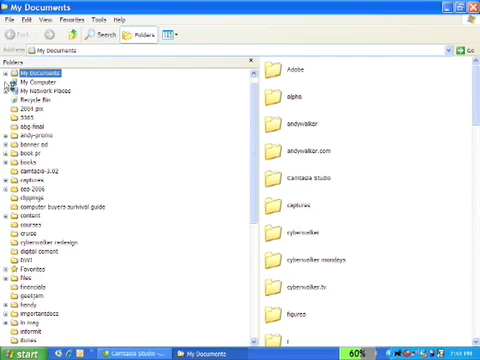 My Documents
File Edit View Favorites Tools Help
Back Search Folders
Address My Documents Go
Folders
My Documents
My Computer
My Network Places
Recycle Bin
2004 pix
5365
abg-final
andy-promo
banner ad
book pr
books
camtasia-3.02
captures
ces-2006
clippings
computer buyers survival guide
content
courses
cruise
cyberwalker redesign
digital cement
DW1
Favorites
files
financials
geekjam
handy
importantdocs
in mag
informit
itunes
Adobe
alpha
andywalker
andywalker.com
Camtasia Studio
captures
cyberwalker
cyberwalker mondays
cyberwalker.tv
figures
start
Camtasia Studio - ...
My Documents
60%
7:44 PM